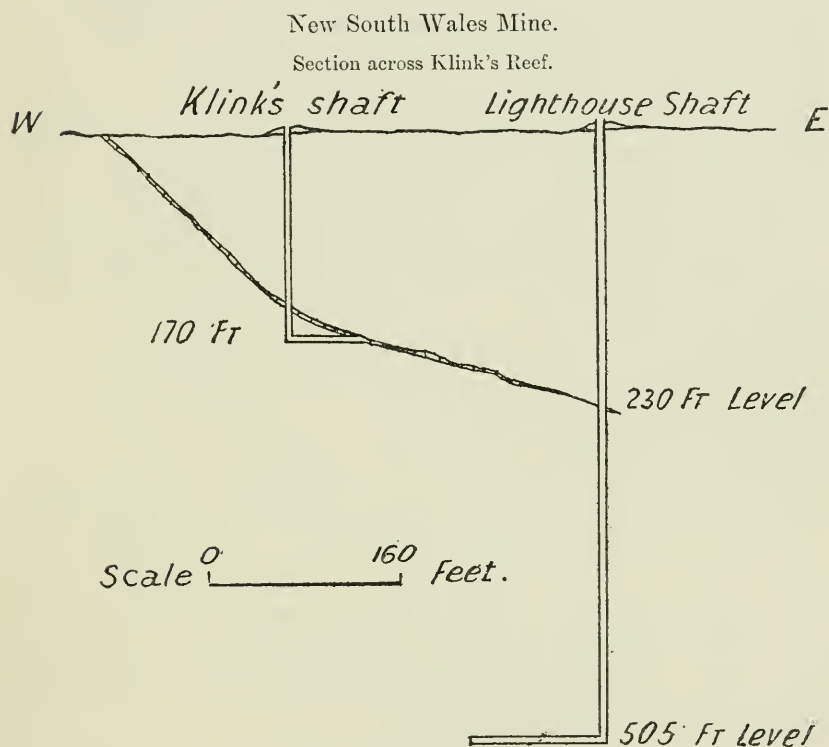 New South Wales Mine.
Section across Klink's Reef.
Klink's shaft Lighthouse Shaft
W E
170 FT
230 FT Level
0 160
Scale Feet.
505 FT Level